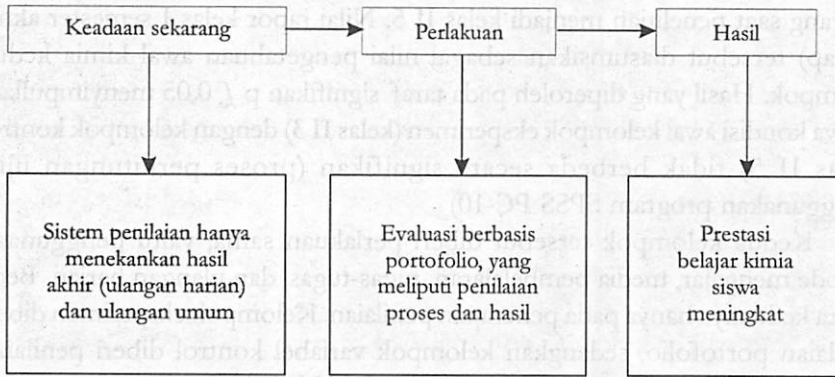 Keadaan sekarang
Perlakuan
Hasil
Sistem penilaian hanya
menekankan hasil
akhir (ulangan harian)
dan ulangan umum
Evaluasi berbasis
portofolio, yang
meliputi penilaian
proses dan hasil
Prestasi
belajar kimia
siswa
meningkat